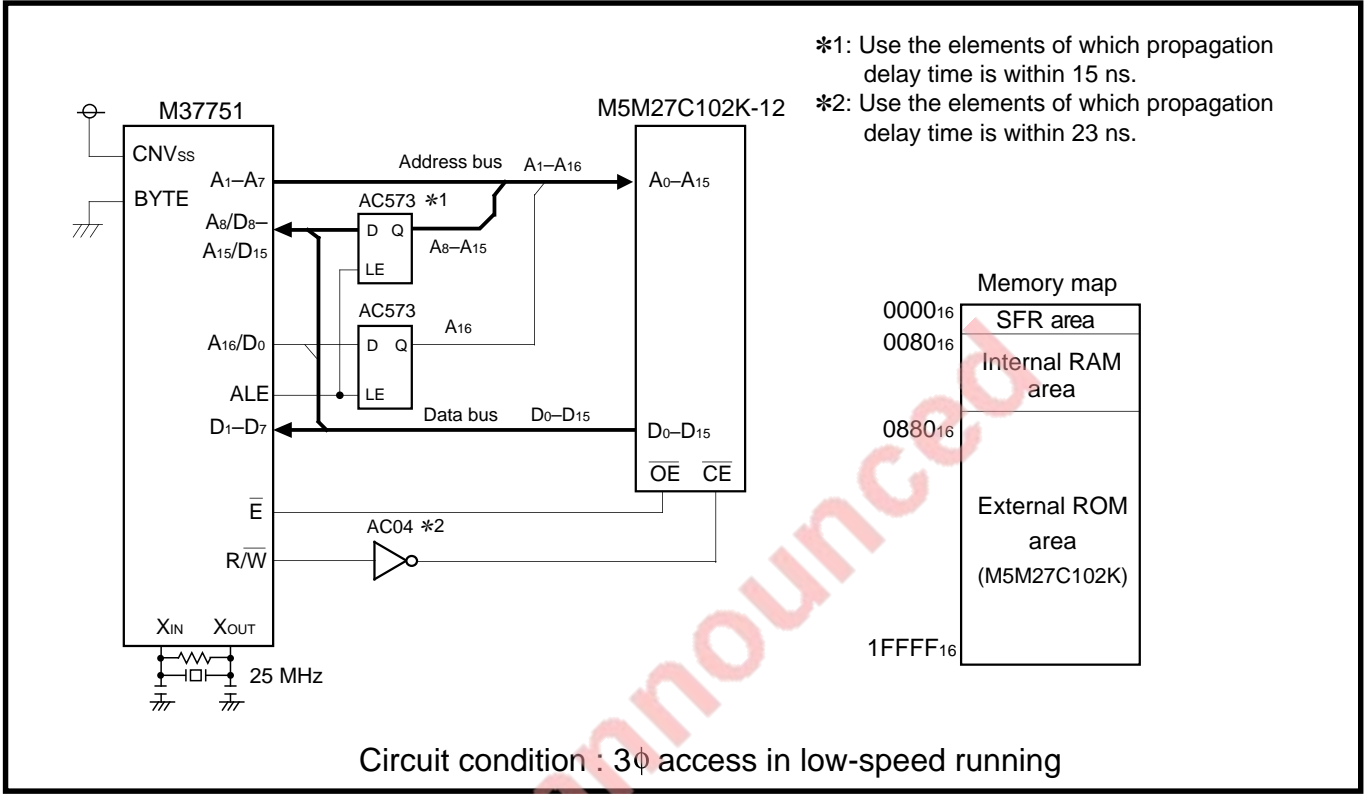 ✽1: Use the elements of which propagation
delay time is within 15 ns.
✽2: Use the elements of which propagation
delay time is within 23 ns.
M37751
M5M27C102K-12
CNVss
BYTE
A1–A7
Address bus
A1–A16
A0–A15
AC573 ✽1
A8/D8–
A15/D15
D Q
LE
A8–A15
AC573
A16/D0
D Q
A16
ALE
LE
D1–D7
Data bus
D0–D15
D0–D15
OE CE
E
AC04 ✽2
R/W
XIN XOUT
25 MHz
Memory map
000016
SFR area
008016
Internal RAM
area
088016
External ROM
area
(M5M27C102K)
1FFFF16
Circuit condition : 3ϕ access in low-speed running
nnounced